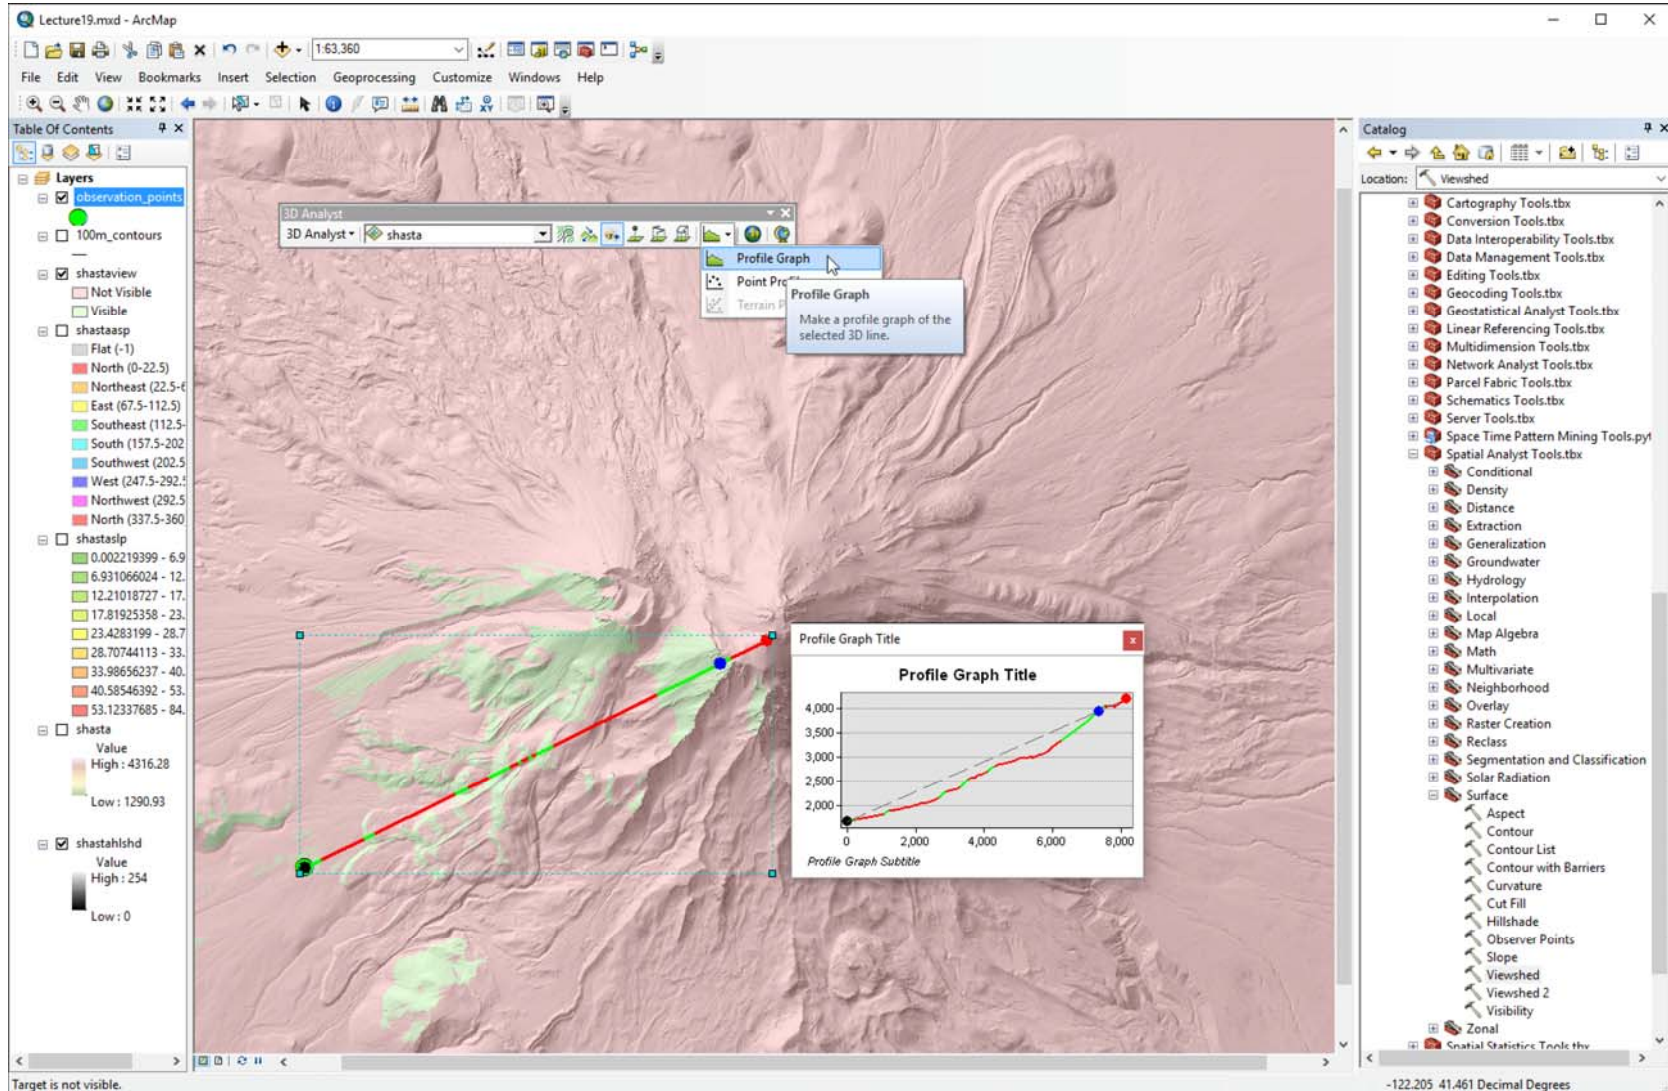 Lecture19.mxd - ArcMap
1:63,360
File Edit View Bookmarks Insert Selection Geoprocessing Customize Windows Help
Table Of Contents
Layers
observation_points
100m_contours
shastaview
Not Visible
Visible
shastaasp
Flat (-1)
North (0-22.5)
Northeast (22.5-6
East (67.5-112.5)
Southeast (112.5-
South (157.5-202
Southwest (202.5
West (247.5-292.5
Northwest (292.5
North (337.5-360
shastaslp
0.002219399 - 6.9
6.931066024 - 12.
12.21018727 - 17.
17.81925358 - 23.
23.4283199 - 28.7
28.70744113 - 33.
33.98656237 - 40.
40.58546392 - 53.
53.12337685 - 84.
shasta
Value
High : 4316.28
Low : 1290.93
shastahlshd
Value
High : 254
Low : 0
3D Analyst
3D Analyst shasta
Profile Graph
Point Prof
Terrain P
Profile Graph
Make a profile graph of the
selected 3D line.
Profile Graph Title
Profile Graph Title
4,000
3,500
3,000
2,500
2,000
0 2,000 4,000 6,000 8,000
Profile Graph Subtitle
Catalog
Location: Viewshed
Cartography Tools.tbx
Conversion Tools.tbx
Data Interoperability Tools.tbx
Data Management Tools.tbx
Editing Tools.tbx
Geocoding Tools.tbx
Geostatistical Analyst Tools.tbx
Linear Referencing Tools.tbx
Multidimension Tools.tbx
Network Analyst Tools.tbx
Parcel Fabric Tools.tbx
Schematics Tools.tbx
Server Tools.tbx
Space Time Pattern Mining Tools.pyt
Spatial Analyst Tools.tbx
Conditional
Density
Distance
Extraction
Generalization
Groundwater
Hydrology
Interpolation
Local
Map Algebra
Math
Multivariate
Neighborhood
Overlay
Raster Creation
Reclass
Segmentation and Classification
Solar Radiation
Surface
Aspect
Contour
Contour List
Contour with Barriers
Curvature
Cut Fill
Hillshade
Observer Points
Slope
Viewshed
Viewshed 2
Visibility
Zonal
Spatial Statistics Tools.tbx
Target is not visible.
-122.205 41.461 Decimal Degrees